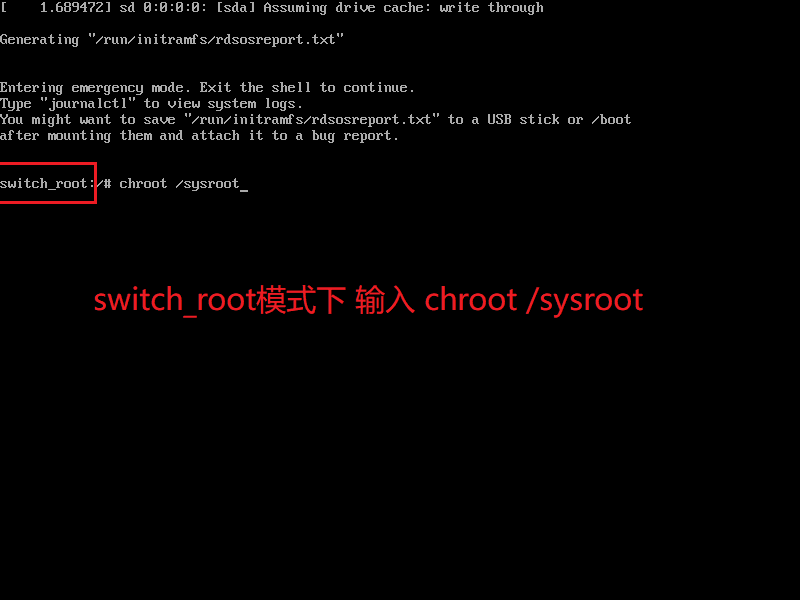 [    1.689472] sd 0:0:0:0: [sda] Assuming drive cache: write through
Generating "/run/initramfs/rdsosreport.txt"
Entering emergency mode. Exit the shell to continue.
Type "journalctl" to view system logs.
You might want to save "/run/initramfs/rdsosreport.txt" to a USB stick or /boot
after mounting them and attach it to a bug report.
switch_root:/# chroot /sysroot_
switch_root模式下 输入 chroot /sysroot